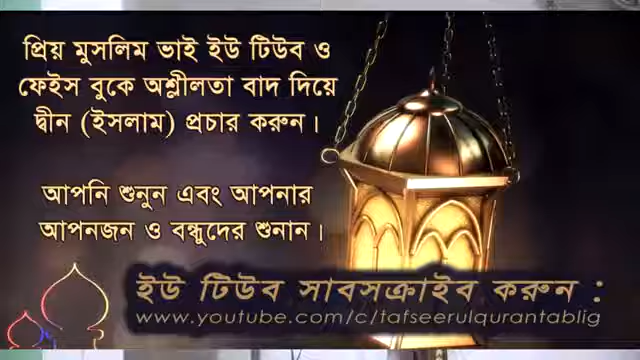 প্রিয় মুসলিম ভাই ইউ টিউব ও
ফেইস বুকে অশ্লীলতা বাদ দিয়ে
দ্বীন (ইসলাম) প্রচার করুন।
আপনি শুনুন এবং আপনার
আপনজন ও বন্ধুদের শুনান।
ইউ টিউব সাবসক্রাইব করুন :
www.youtube.com/c/tafseerulqurantablig